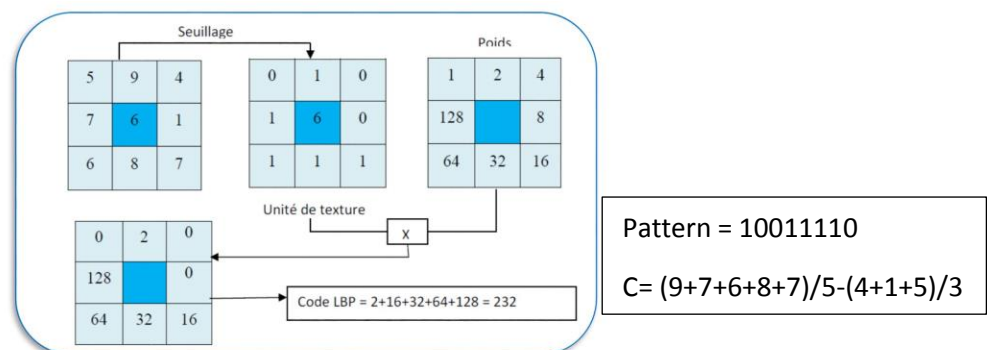 Seuillage
Poids
5 9 4
0 1 0
1 2 4
7 6 1
1 6 0
128 8
6 8 7
1 1 1
64 32 16
Unité de texture
X
0 2 0
128 0
64 32 16
Code LBP = 2+16+32+64+128 = 232
Pattern = 10011110
C= (9+7+6+8+7)/5-(4+1+5)/3